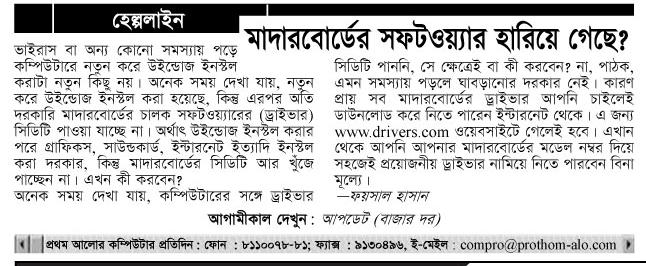 হেল্পলাইন
মাদারবোর্ডের সফটওয়্যার হারিয়ে গেছে?
ভাইরাস বা অন্য কোনো সমস্যায় পড়ে
কম্পিউটারে নতুন করে উইন্ডোজ ইনস্টল
করাটা নতুন কিছু নয়। অনেক সময় দেখা যায়, নতুন
করে উইন্ডোজ ইনস্টল করা হয়েছে, কিন্তু এরপর অতি
দরকারি মাদারবোর্ডের চালক সফটওয়্যারের (ড্রাইভার)
সিডিটি পাওয়া যাচ্ছে না। অর্থাৎ উইন্ডোজ ইনস্টল করার
পরে গ্রাফিকস, সাউন্ডকার্ড, ইন্টারনেট ইত্যাদি ইনস্টল
করা দরকার, কিন্তু মাদারবোর্ডের সিডিটি আর খুঁজে
পাচ্ছেন না। এখন কী করবেন?
অনেক সময় দেখা যায়, কম্পিউটারের সঙ্গে ড্রাইভার
সিডিটি পাননি, সে ক্ষেত্রেই বা কী করবেন? না, পাঠক,
এমন সমস্যায় পড়লে ঘাবড়ানোর দরকার নেই। কারণ
প্রায় সব মাদারবোর্ডের ড্রাইভার আপনি চাইলেই
ডাউনলোড করে নিতে পারেন ইন্টারনেট থেকে। এ জন্য
www.drivers.com ওয়েবসাইটে গেলেই হবে। এখান
থেকে আপনি আপনার মাদারবোর্ডের মডেল নম্বর দিয়ে
সহজেই প্রয়োজনীয় ড্রাইভার নামিয়ে নিতে পারবেন বিনা
মূল্যে।
—ফয়সাল হাসান
আগামীকাল দেখুন : আপডেট (বাজার দর)
প্রথম আলোর কম্পিউটার প্রতিদিন : ফোন : ৮১১০০৭৮-৮১; ফ্যাক্স : ৯১৩০৪৯৬, ই-মেইল : compro@prothom-alo.com